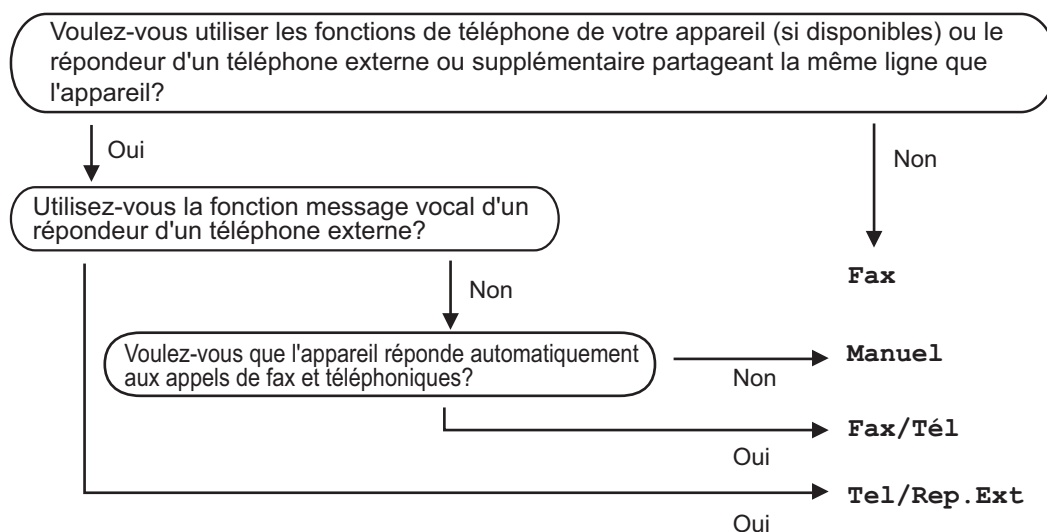 Voulez-vous utiliser les fonctions de téléphone de votre appareil (si disponibles) ou le
répondeur d'un téléphone externe ou supplémentaire partageant la même ligne que
l'appareil?
Oui
Non
Utilisez-vous la fonction message vocal d'un
répondeur d'un téléphone externe?
Fax
Non
Voulez-vous que l'appareil réponde automatiquement
aux appels de fax et téléphoniques?
Manuel
Non
Fax/Tél
Oui
Tel/Rep.Ext
Oui